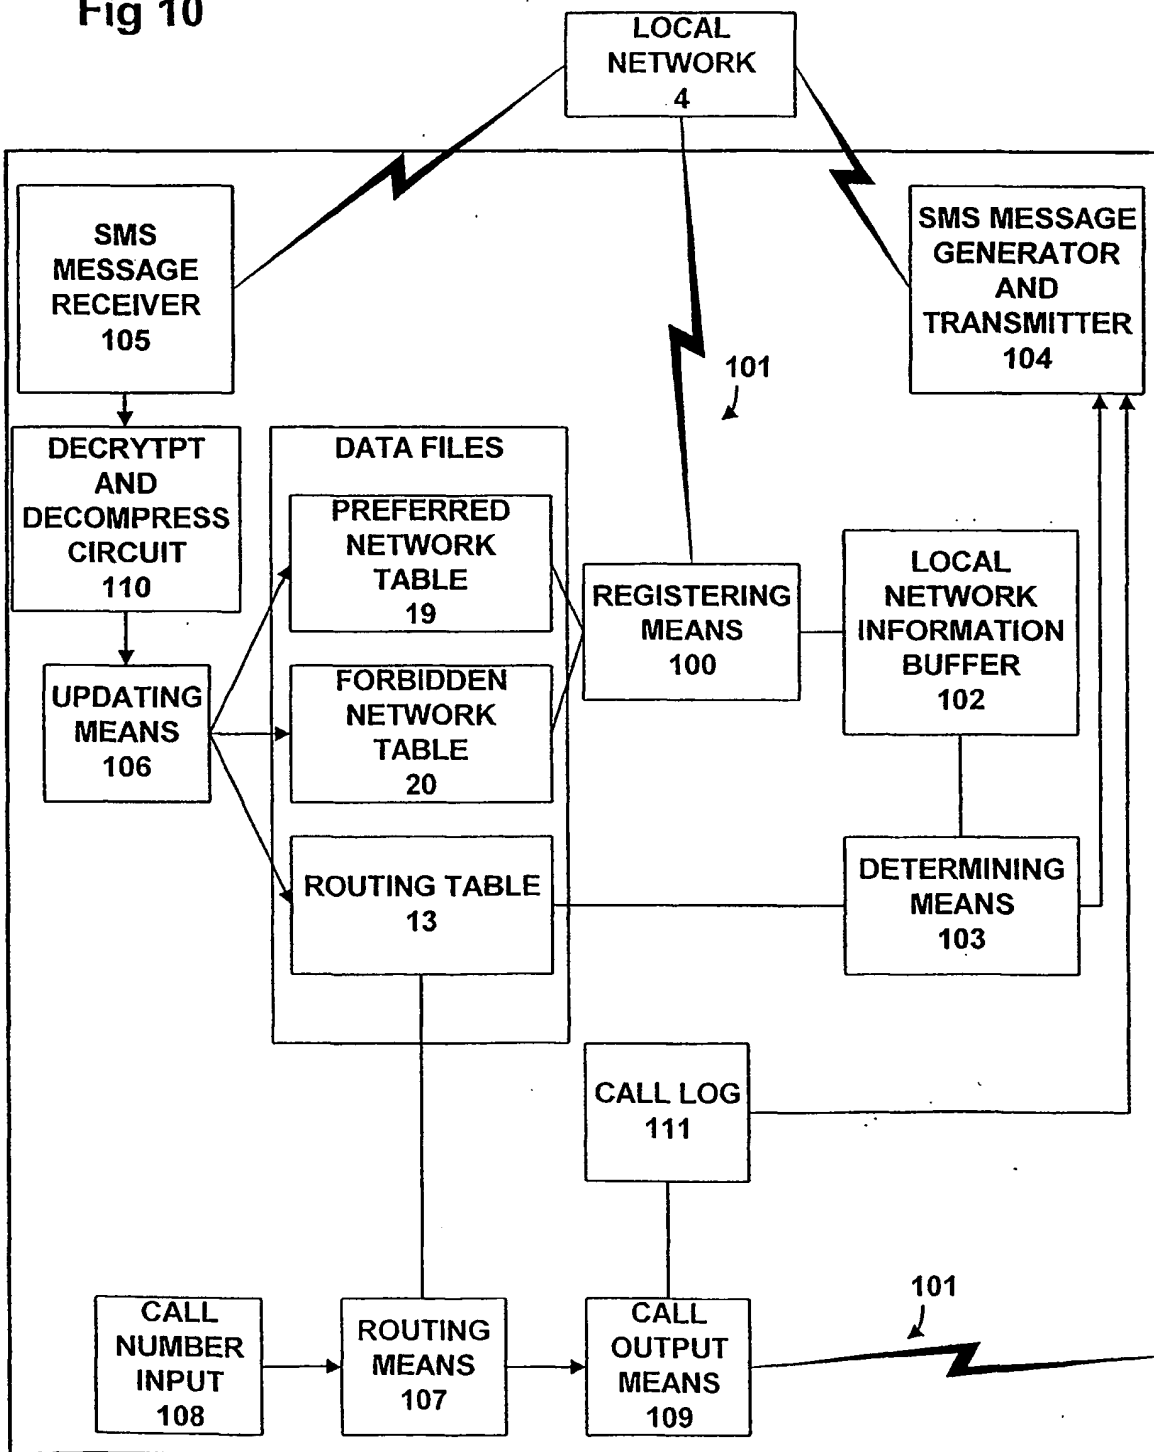 Fig 10
LOCAL
NETWORK
4
SMS
MESSAGE
RECEIVER
105
SMS MESSAGE
GENERATOR
AND
TRANSMITTER
104
101
DECRYTPT
AND
DECOMPRESS
CIRCUIT
110
DATA FILES
PREFERRED
NETWORK
TABLE
19
REGISTERING
MEANS
100
LOCAL
NETWORK
INFORMATION
BUFFER
102
UPDATING
MEANS
106
FORBIDDEN
NETWORK
TABLE
20
ROUTING TABLE
13
DETERMINING
MEANS
103
CALL LOG
111
CALL
NUMBER
INPUT
108
ROUTING
MEANS
107
CALL
OUTPUT
MEANS
109
101